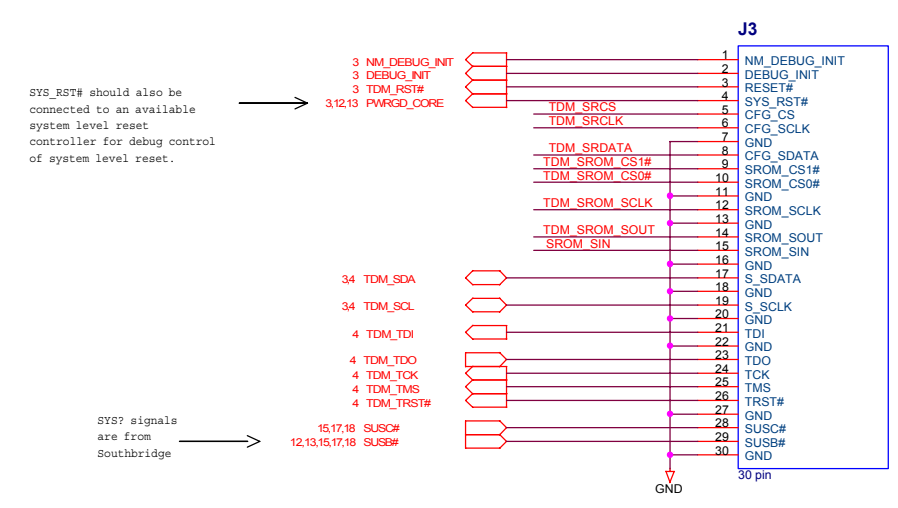 J3
3 NM_DEBUG_INIT 1 NM_DEBUG_INIT
3 DEBUG_INIT 2 DEBUG_INIT
3 TDM_RST# 3 RESET#
3,12,13 PWRGD_CORE 4 SYS_RST#
SYS_RST# should also be
connected to an available
system level reset
controller for debug control
of system level reset.
TDM_SRCS 5 CFG_CS
TDM_SRCLK 6 CFG_SCLK
7 GND
TDM_SRDATA 8 CFG_SDATA
TDM_SROM_CS1# 9 SROM_CS1#
TDM_SROM_CS0# 10 SROM_CS0#
11 GND
TDM_SROM_SCLK 12 SROM_SCLK
13 GND
TDM_SROM_SOUT 14 SROM_SOUT
SROM_SIN 15 SROM_SIN
16 GND
3,4 TDM_SDA 17 S_SDATA
18 GND
3,4 TDM_SCL 19 S_SCLK
20 GND
4 TDM_TDI 21 TDI
22 GND
4 TDM_TDO 23 TDO
4 TDM_TCK 24 TCK
4 TDM_TMS 25 TMS
4 TDM_TRST# 26 TRST#
27 GND
15,17,18 SUSC# 28 SUSC#
12,13,15,17,18 SUSB# 29 SUSB#
30 GND
SYS? signals
are from
Southbridge
30 pin
GND